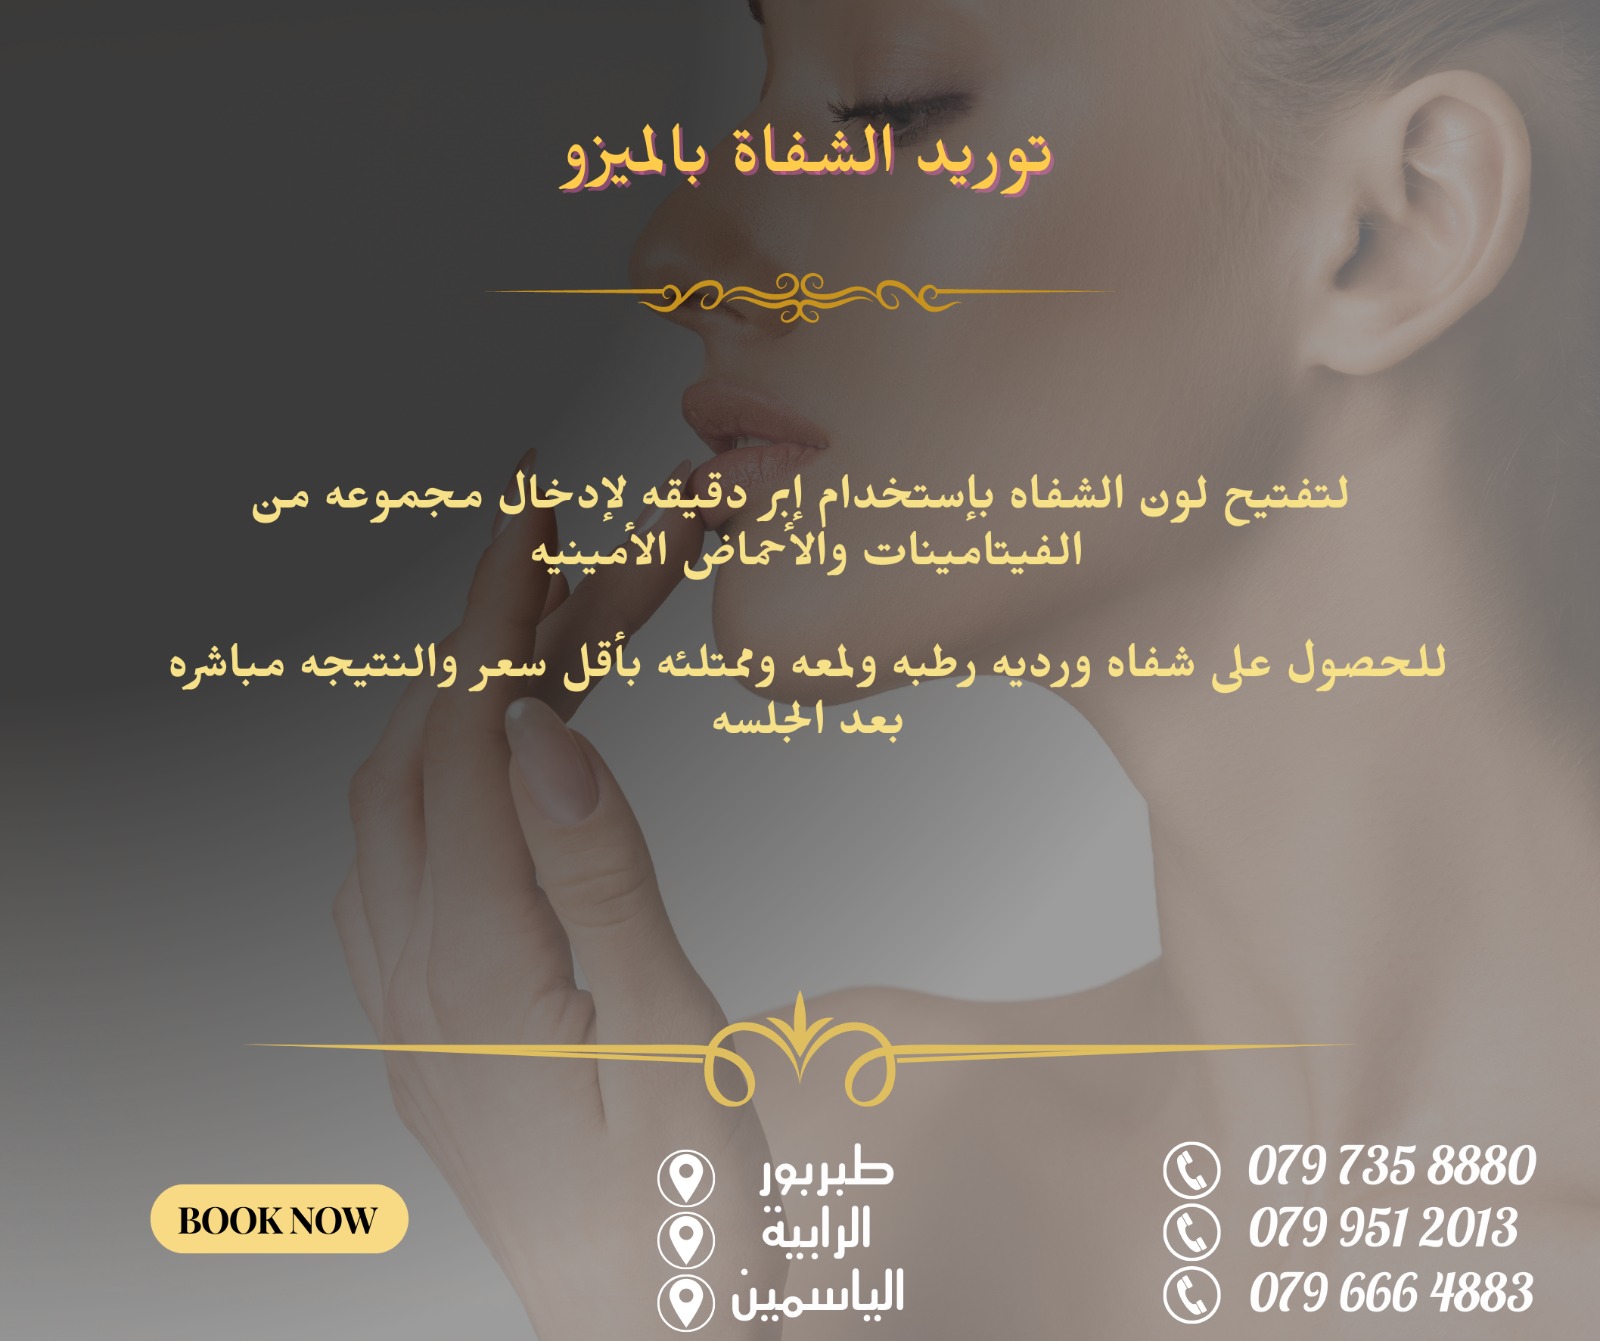 توريد الشفاة بالميزو
لتفتيح لون الشفاه بإستخدام إبر دقيقه لإدخال مجموعه من
الفيتامينات والأحماض الأمينيه
للحصول على شفاه ورديه رطبه ولمعه وممتلئه بأقل سعر والنتيجه مباشره
بعد الجلسه
BOOK NOW
طبربور
الرابية
الياسمين
079 735 8880
079 951 2013
079 666 4883